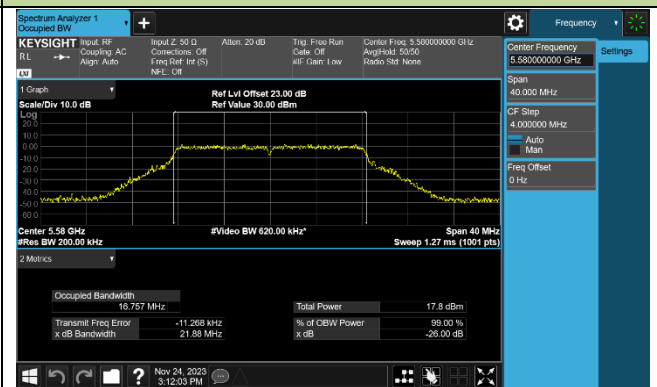 Spectrum Analyzer 1
Occupied BW
Frequency
KEYSIGHT
RL
LXI
Input: RF
Coupling: AC
Align: Auto
Input Z: 50 Ω
Corrections: Off
Freq Ref: Int (S)
NFE: Off
Atten: 20 dB
Trig: Free Run
Gate: Off
#IF Gain: Low
Center Freq: 5.580000000 GHz
Avg|Hold: 50/50
Radio Std: None
Center Frequency
5.580000000 GHz
Settings
Span
40.000 MHz
CF Step
4.000000 MHz
Auto
Man
Freq Offset
0 Hz
1 Graph
Scale/Div 10.0 dB
Ref Lvl Offset 23.00 dB
Ref Value 30.00 dBm
Log
20.0
10.0
0.00
-10.0
-20.0
-30.0
-40.0
-50.0
-60.0
Center 5.58 GHz
#Res BW 200.00 kHz
#Video BW 620.00 kHz*
Span 40 MHz
Sweep 1.27 ms (1001 pts)
2 Metrics
Occupied Bandwidth
16.757 MHz
Total Power 17.8 dBm
Transmit Freq Error -11.268 kHz
% of OBW Power 99.00 %
x dB Bandwidth 21.88 MHz
x dB -26.00 dB
Nov 24, 2023
3:12:03 PM